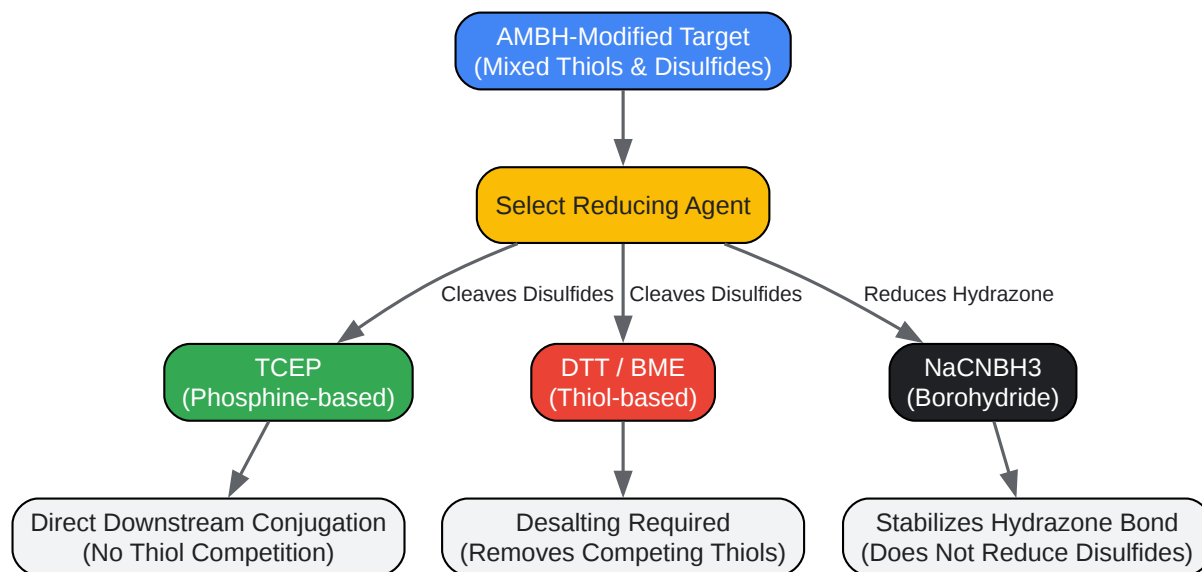 AMBH-Modified Target
(Mixed Thiols & Disulfides)
Select Reducing Agent
Cleaves Disulfides
Cleaves Disulfides
Reduces Hydrazone
TCEP
(Phosphine-based)
DTT / BME
(Thiol-based)
NaCNBH3
(Borohydride)
Direct Downstream Conjugation
(No Thiol Competition)
Desalting Required
(Removes Competing Thiols)
Stabilizes Hydrazone Bond
(Does Not Reduce Disulfides)